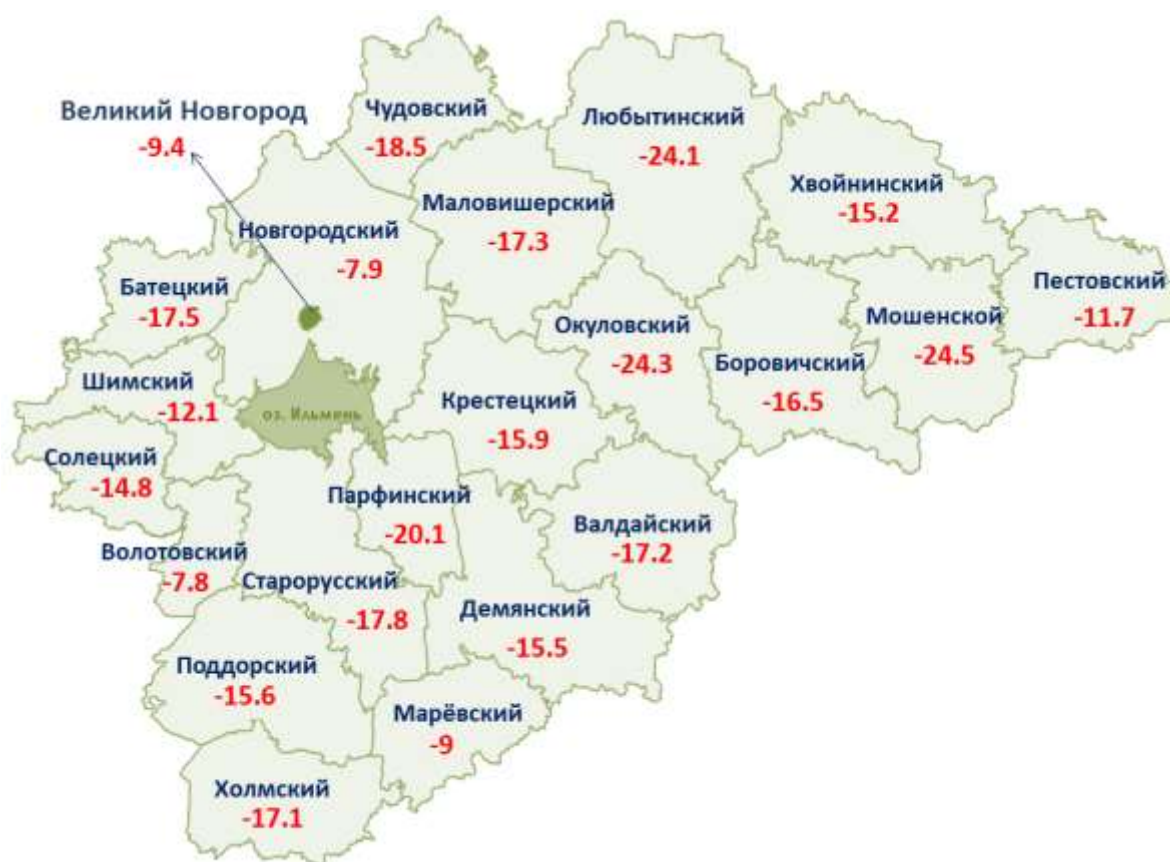 Великий Новгород
-9.4
Чудовский
-18.5
Любытинский
-24.1
Хвойнинский
-15.2
Маловишерский
-17.3
Новгородский
-7.9
Пестовский
-11.7
Батецкий
-17.5
Мошенской
-24.5
Окуловский
-24.3
Боровичский
-16.5
Шимский
-12.1
оз. Ильмень
Крестецкий
-15.9
Солецкий
-14.8
Парфинский
-20.1
Валдайский
-17.2
Волотовский
-7.8
Старорусский
-17.8
Демянский
-15.5
Поддорский
-15.6
Марёвский
-9
Холмский
-17.1